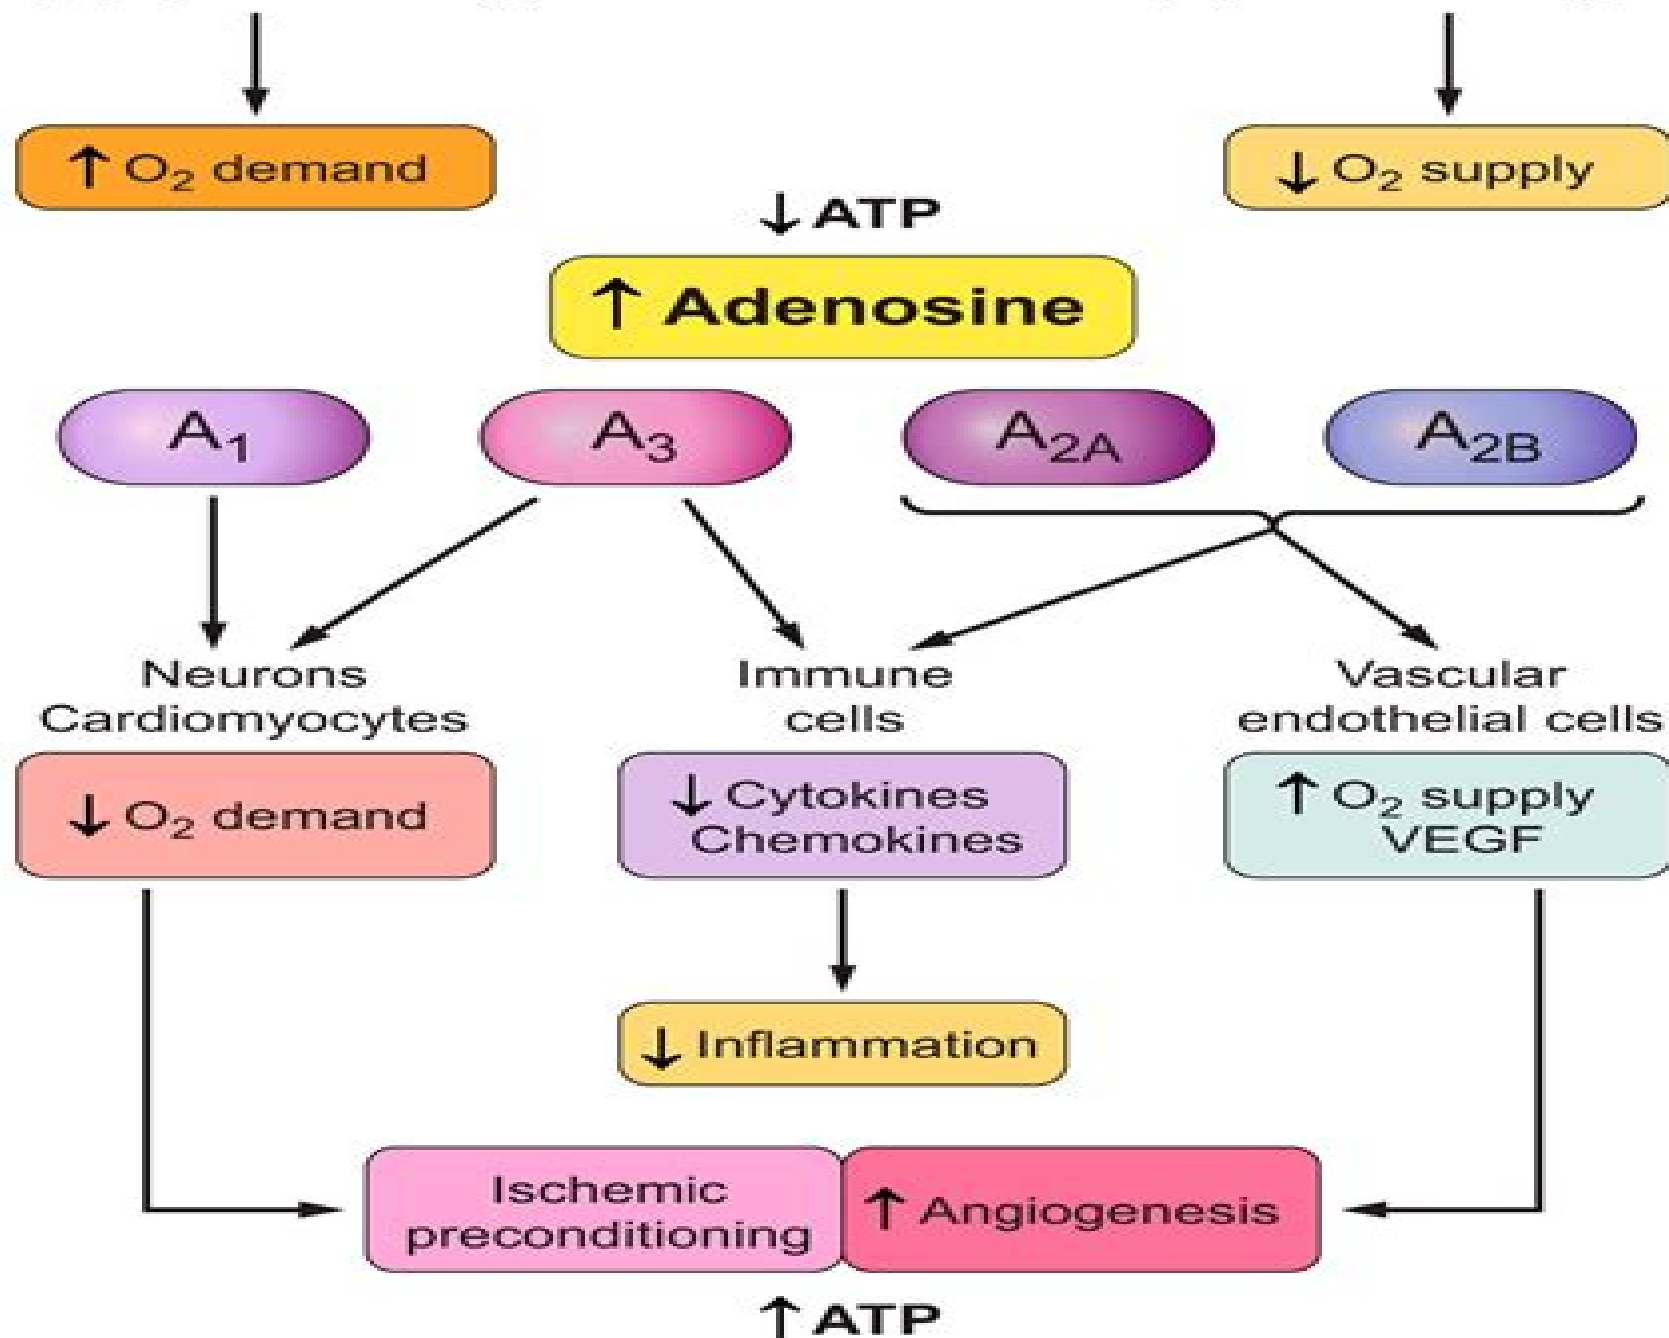 ↑ O₂ demand
↓ O₂ supply
↓ ATP
↑ Adenosine
A₁
A₃
A₂A
A₂B
Neurons
Cardiomyocytes
Immune
cells
Vascular
endothelial cells
↓ O₂ demand
↓ Cytokines
Chemokines
↑ O₂ supply
VEGF
↓ Inflammation
Ischemic
preconditioning
↑ Angiogenesis
↑ ATP